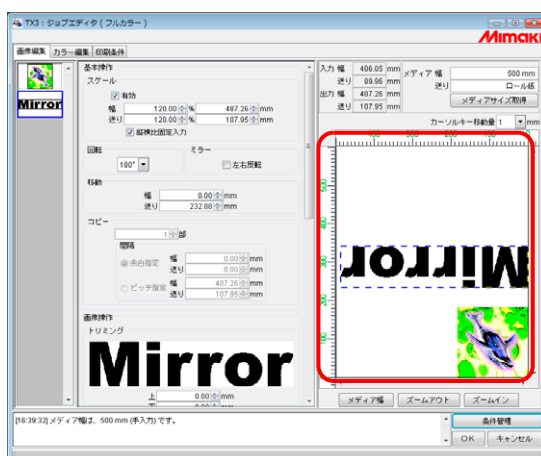 TX3 : ジョブエディタ ( フルカラー )
Mimaki
画像編集 カラー編集 印刷条件
Mirror
基本操作
スケール
有効
幅 120.00 % 487.26 mm
送り 120.00 % 107.95 mm
縦横比固定入力
回転 ミラー
180° 左右反転
移動
幅 0.00 mm
送り 232.88 mm
コピー
1 部
間隔
余白指定 幅 0.00 mm
送り 0.00 mm
ピッチ指定 幅 487.26 mm
送り 107.95 mm
画像操作
トリミング
Mirror
上 0.00 mm
入力 幅 406.05 mm
送り 89.96 mm
出力 幅 487.26 mm
送り 107.95 mm
メディア 幅 500 mm
送り ロール紙
メディアサイズ取得
カーソルキー移動量 1 mm
400 300 200 100 0
Mirror
メディア幅 ズームアウト ズームイン
[16:39:32] メディア幅は、500 mm (手入力) です。
条件管理
OK キャンセル